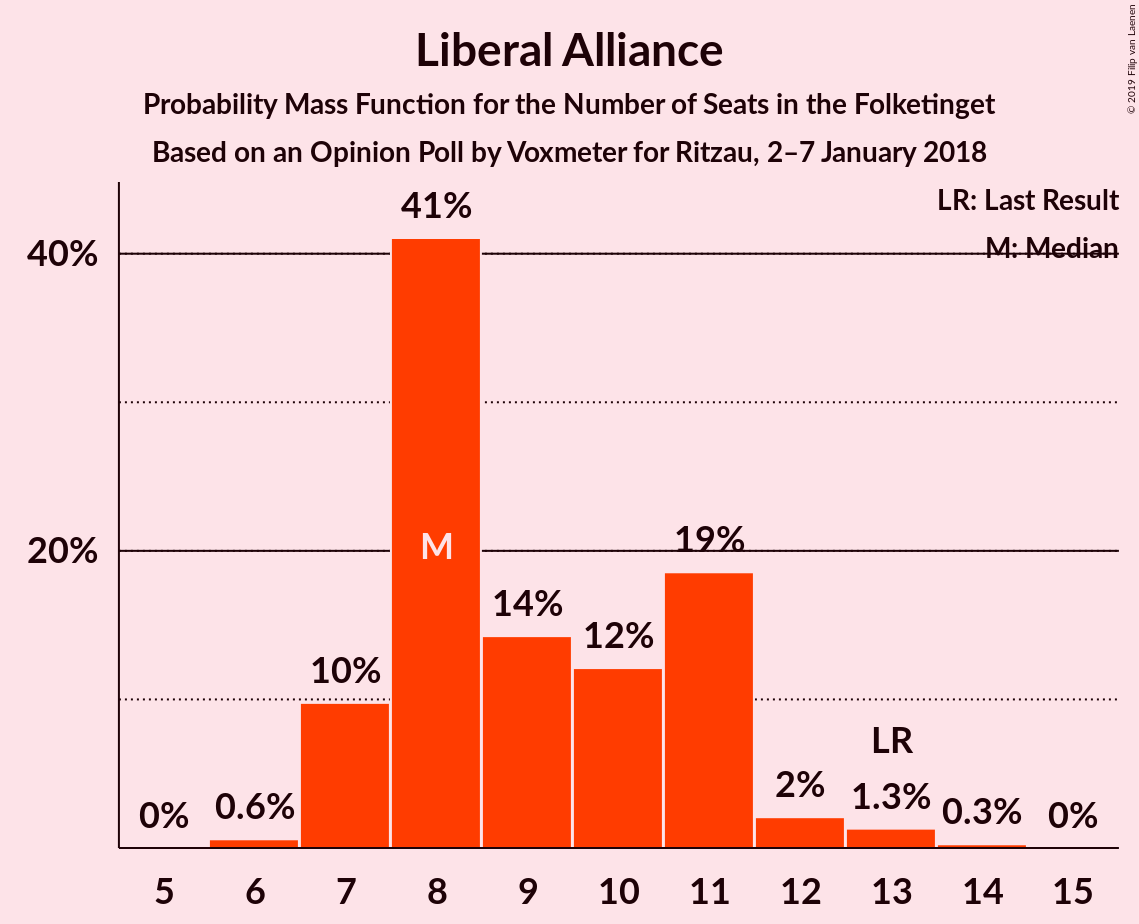 Liberal Alliance
Probability Mass Function for the Number of Seats in the Folketinget
Based on an Opinion Poll by Voxmeter for Ritzau, 2–7 January 2018
© 2019 Filip van Laenen
LR: Last Result
M: Median
40%
20%
0%
0.6%
10%
41%
M
14%
12%
19%
2%
LR
1.3%
0.3%
0%
5 6 7 8 9 10 11 12 13 14 15